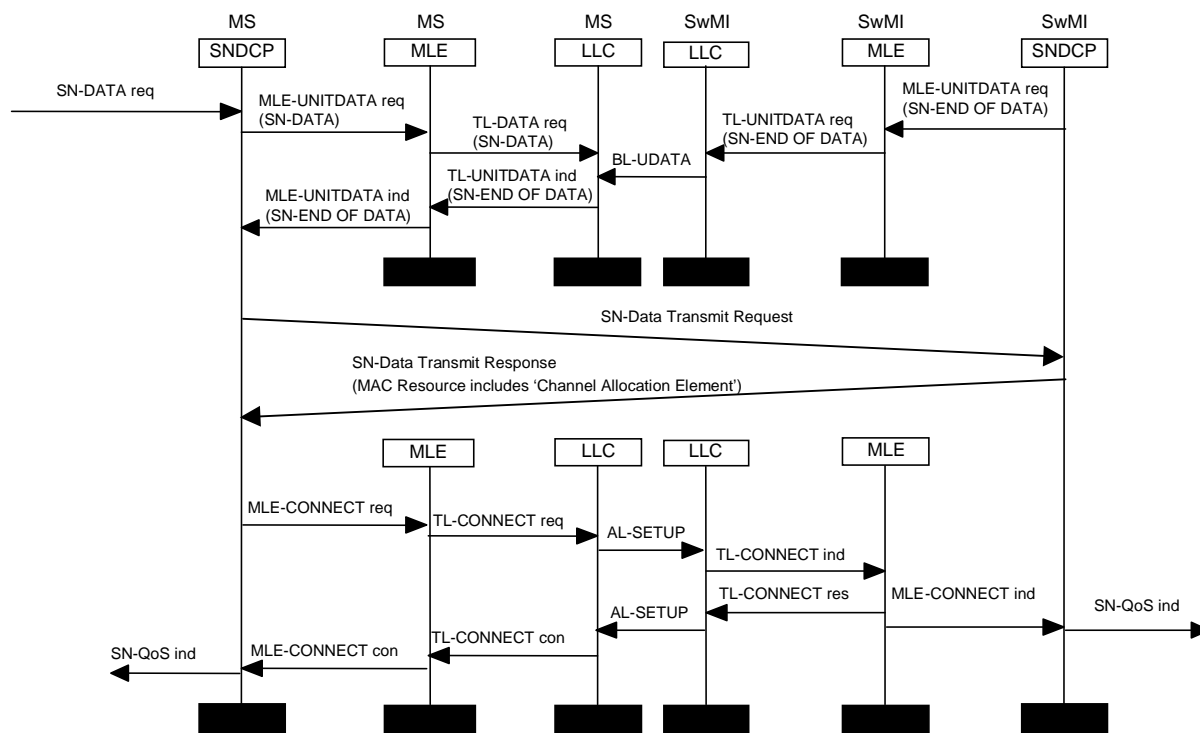 MS MS MS SwMI SwMI SwMI
SNDCP MLE LLC LLC MLE SNDCP
SN-DATA req
MLE-UNITDATA req
(SN-DATA)
MLE-UNITDATA req
(SN-END OF DATA)
TL-DATA req
(SN-DATA)
TL-UNITDATA req
(SN-END OF DATA)
BL-UDATA
TL-UNITDATA ind
(SN-END OF DATA)
MLE-UNITDATA ind
(SN-END OF DATA)
SN-Data Transmit Request
SN-Data Transmit Response
(MAC Resource includes ‘Channel Allocation Element’)
MLE LLC LLC MLE
MLE-CONNECT req
TL-CONNECT req
AL-SETUP
TL-CONNECT ind
TL-CONNECT res
MLE-CONNECT ind
SN-QoS ind
AL-SETUP
TL-CONNECT con
MLE-CONNECT con
SN-QoS ind